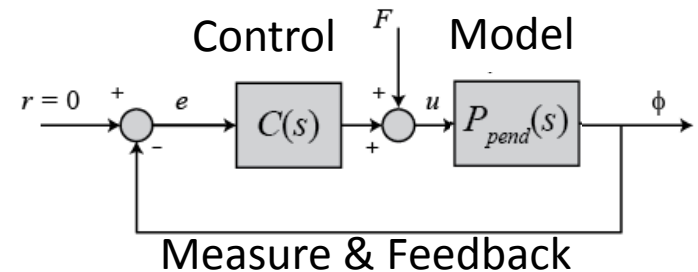 Control
F
Model
r = 0
+
e
C(s)
+
u
P_pend(s)
ϕ
-
+
Measure & Feedback